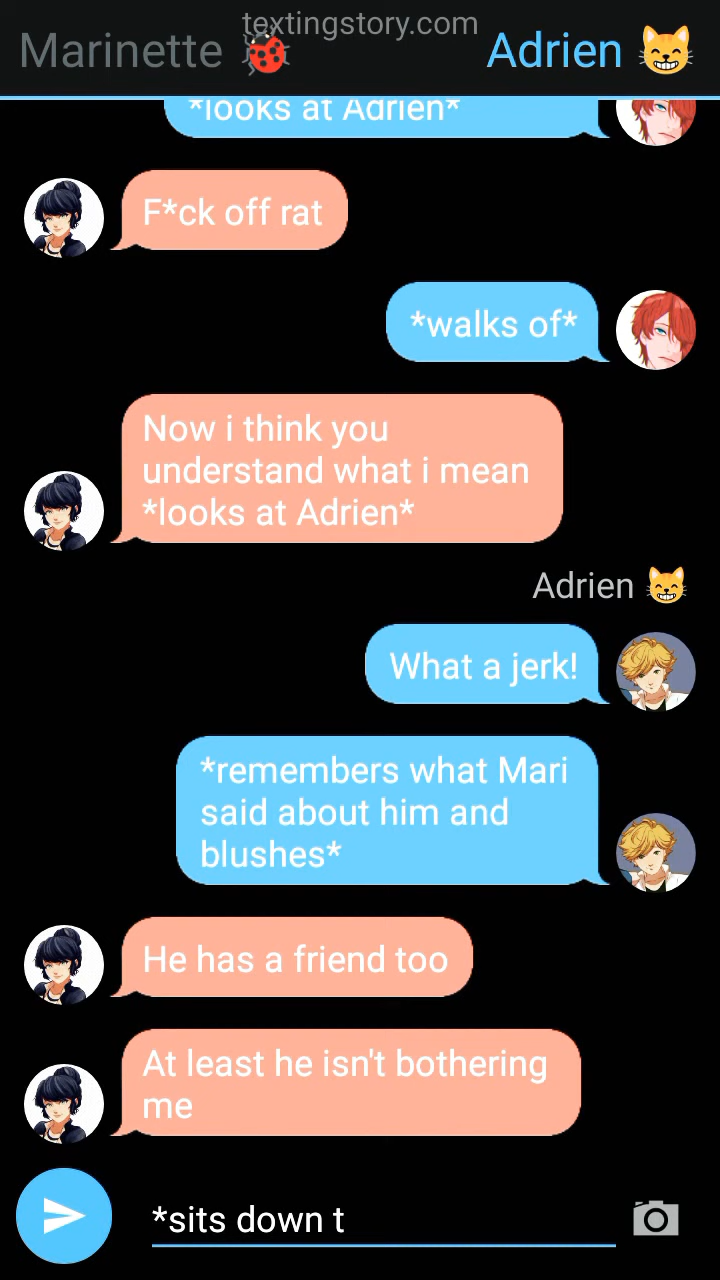 textingstory.com
Marinette 🐞
Adrien 😸
*looks at Adrien*
F*ck off rat
*walks of*
Now i think you
understand what i mean
*looks at Adrien*
Adrien 😸
What a jerk!
*remembers what Mari
said about him and
blushes*
He has a friend too
At least he isn't bothering
me
*sits down t